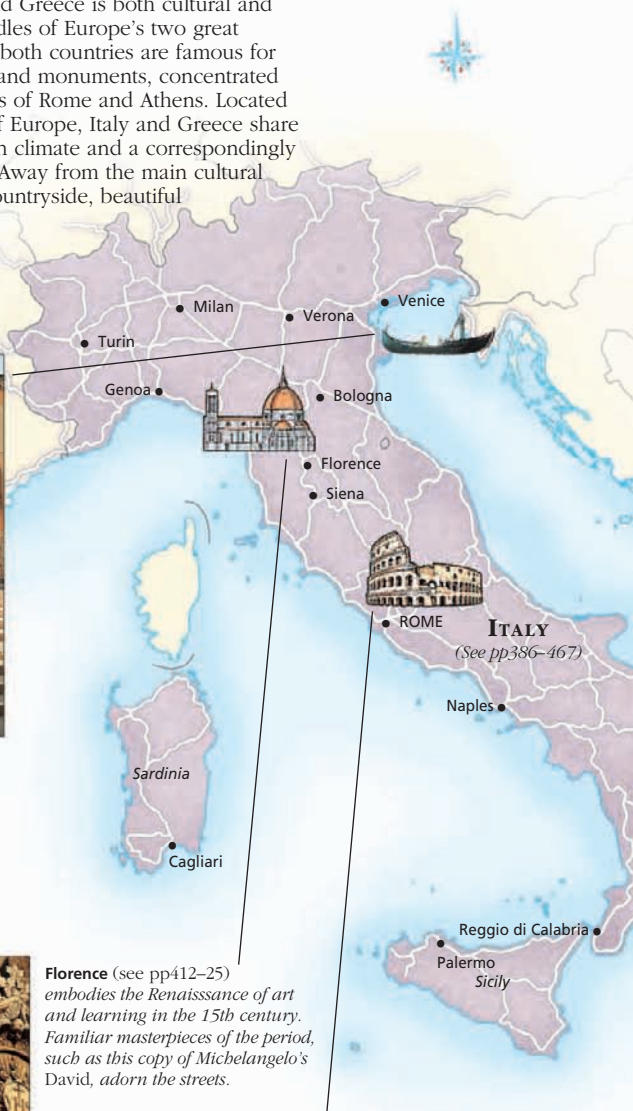 d Greece is both cultural and
dles of Europe's two great
both countries are famous for
and monuments, concentrated
s of Rome and Athens. Located
f Europe, Italy and Greece share
n climate and a correspondingly
Away from the main cultural
ountryside, beautiful
Milan
Verona
Venice
Turin
Genoa
Bologna
Florence
Siena
ROME
ITALY
(See pp386–467)
Naples
Sardinia
Cagliari
Reggio di Calabria
Palermo
Sicily
Florence (see pp412–25)
embodies the Renaisssance of art
and learning in the 15th century.
Familiar masterpieces of the period,
such as this copy of Michelangelo's
David, adorn the streets.